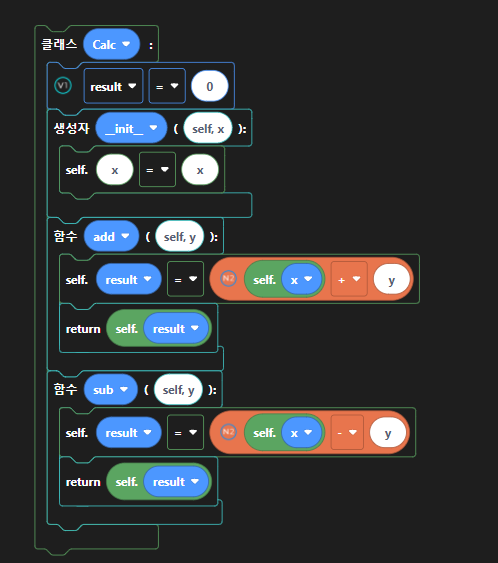 클래스 Calc :
V1 result = 0
생성자 __init__ ( self, x ):
self. x = x
함수 add ( self, y ):
self. result = N2 self. x + y
return self. result
함수 sub ( self, y ):
self. result = N2 self. x - y
return self. result